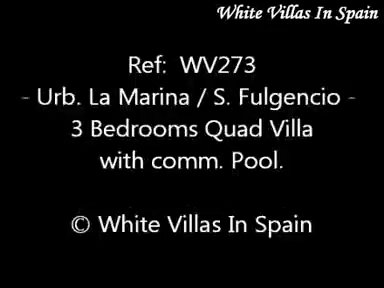 White Villas In Spain
Ref: WV273
- Urb. La Marina / S. Fulgencio -
3 Bedrooms Quad Villa
with comm. Pool.
© White Villas In Spain